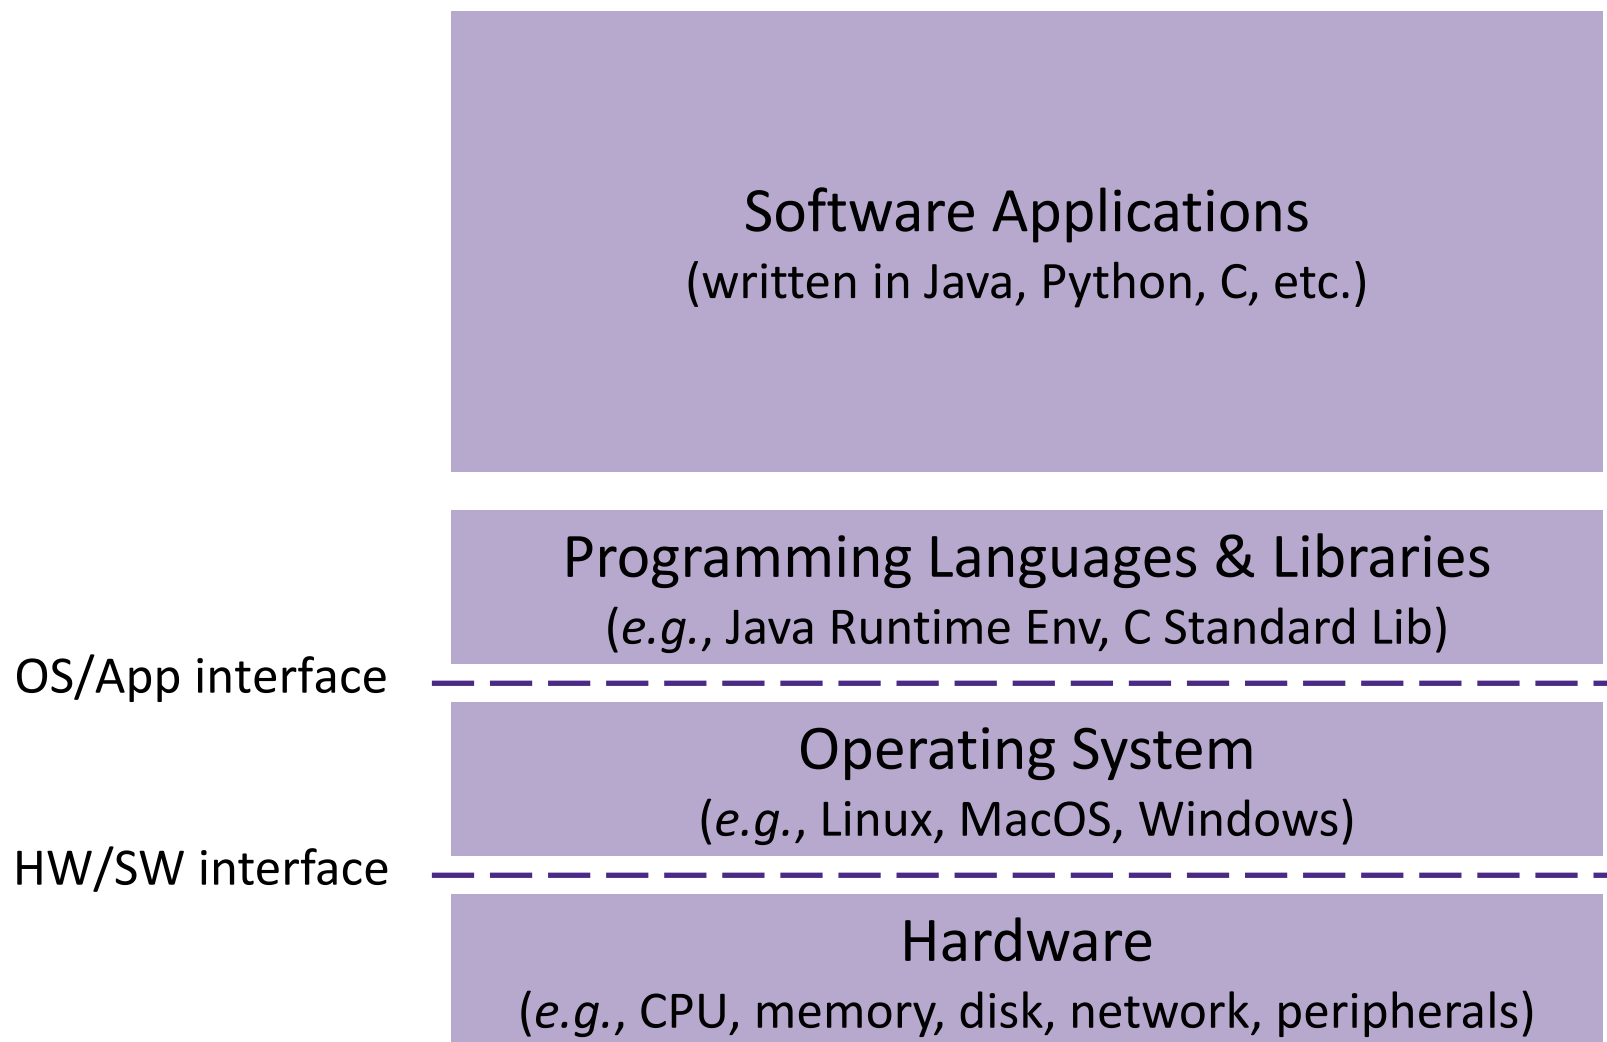 Software Applications
(written in Java, Python, C, etc.)
Programming Languages & Libraries
(e.g., Java Runtime Env, C Standard Lib)
OS/App interface
Operating System
(e.g., Linux, MacOS, Windows)
HW/SW interface
Hardware
(e.g., CPU, memory, disk, network, peripherals)